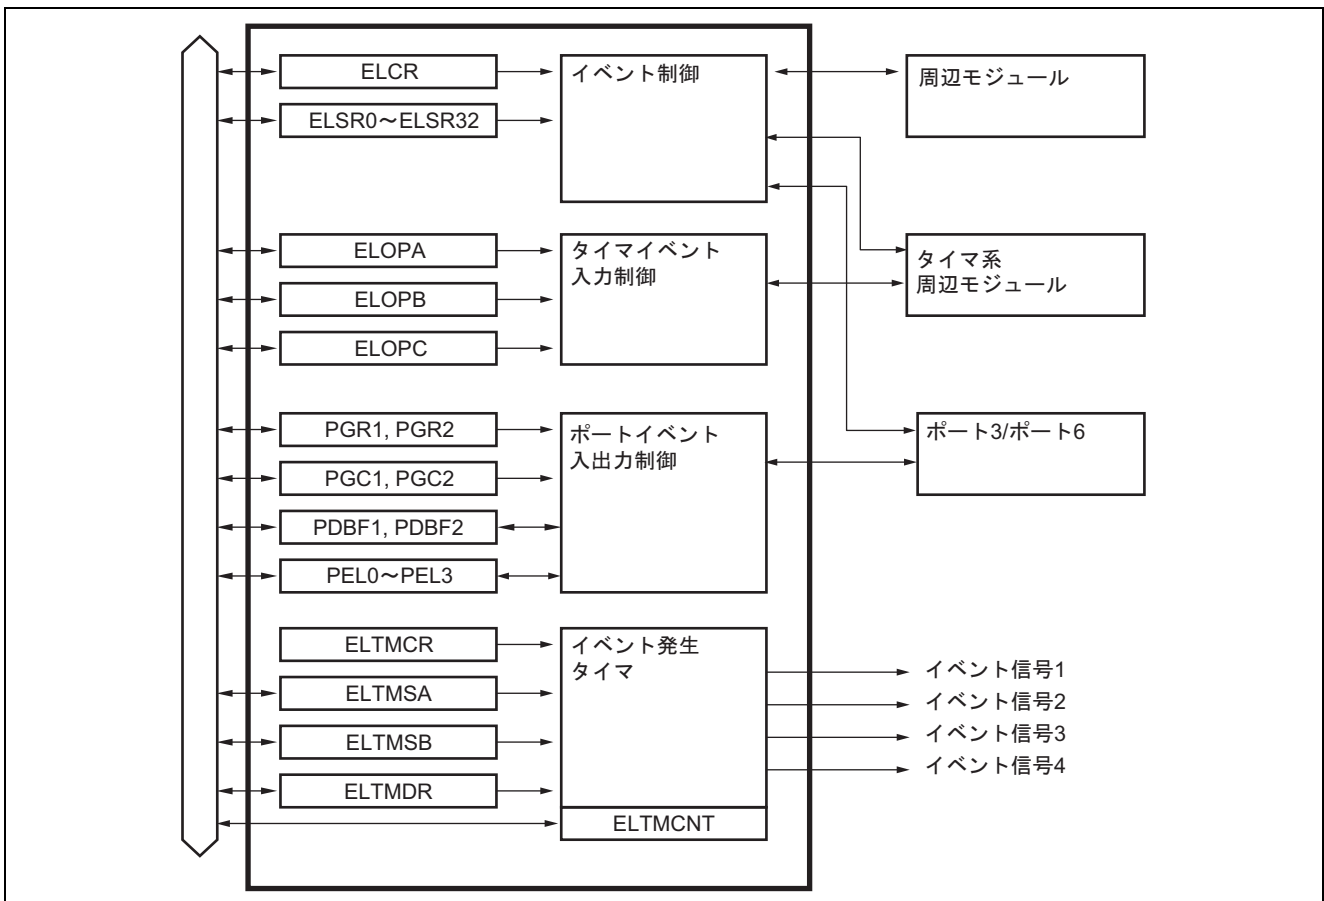 ELCR
ELSR0～ELSR32
イベント制御
周辺モジュール
ELOPA
ELOPB
ELOPC
タイマイベント
入力制御
タイマ系
周辺モジュール
PGR1, PGR2
PGC1, PGC2
PDBF1, PDBF2
PEL0～PEL3
ポートイベント
入出力制御
ポート3/ポート6
ELTMCR
ELTMSA
ELTMSB
ELTMDR
イベント発生
タイマ
ELTMCNT
イベント信号1
イベント信号2
イベント信号3
イベント信号4